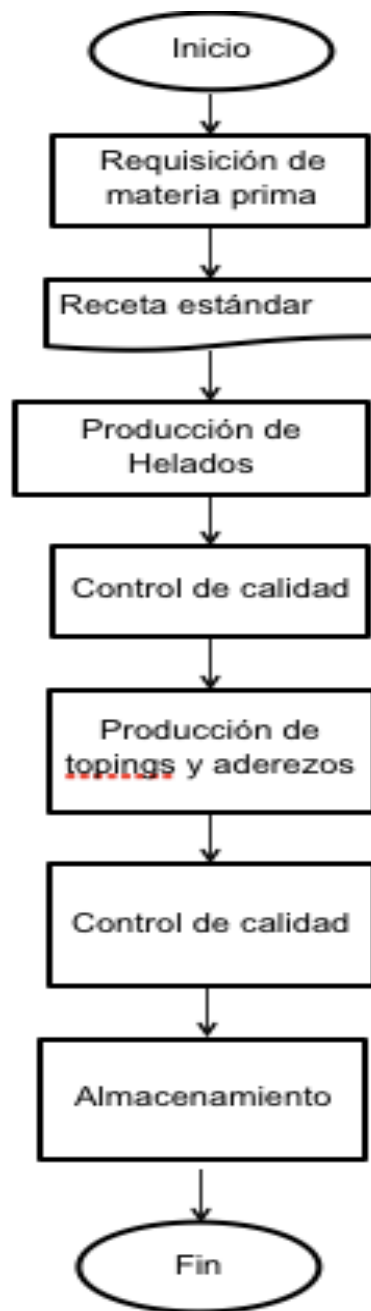 Inicio
Requisición de
materia prima
Receta estándar
Producción de
Helados
Control de calidad
Producción de
topings y aderezos
Control de calidad
Almacenamiento
Fin